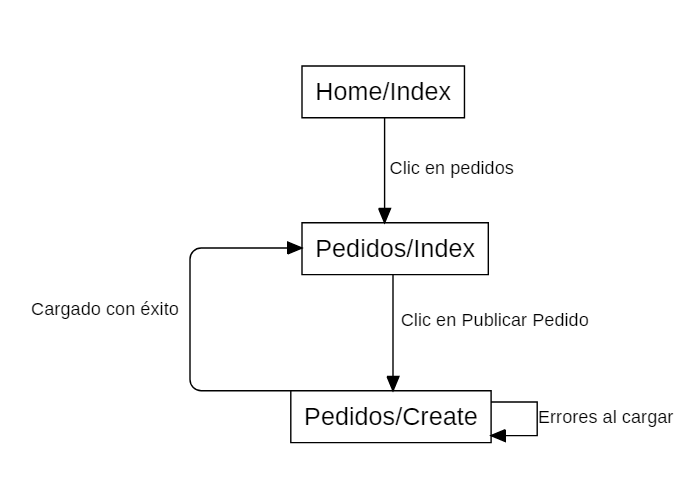 Home/Index
Clic en pedidos
Pedidos/Index
Cargado con éxito
Clic en Publicar Pedido
Pedidos/Create
Errores al cargar